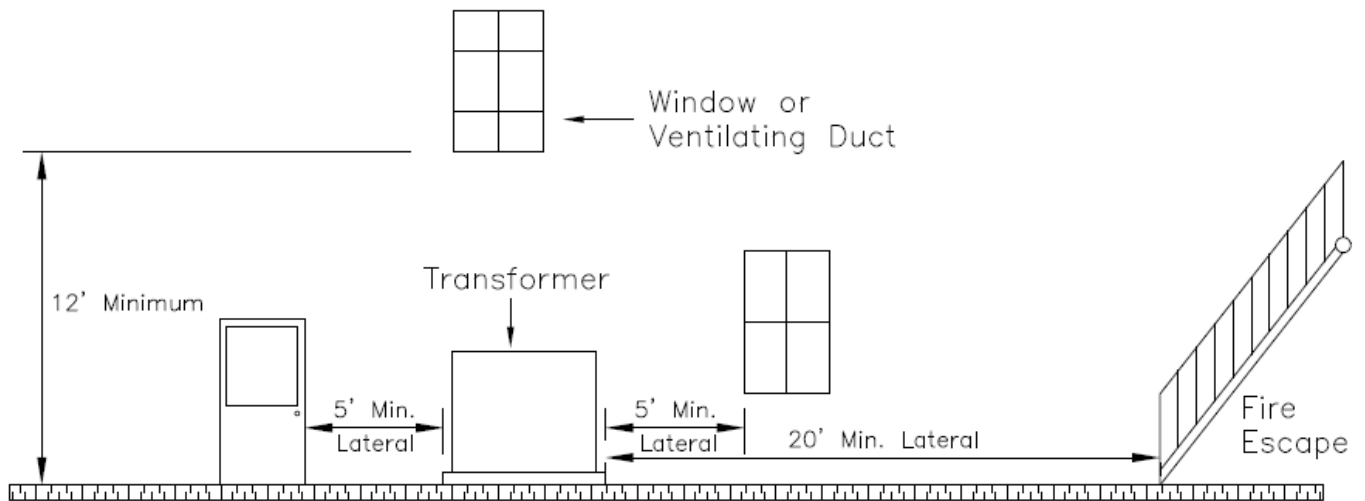 Window or
Ventilating Duct
Transformer
12' Minimum
5' Min.
Lateral
5' Min.
Lateral
20' Min. Lateral
Fire
Escape